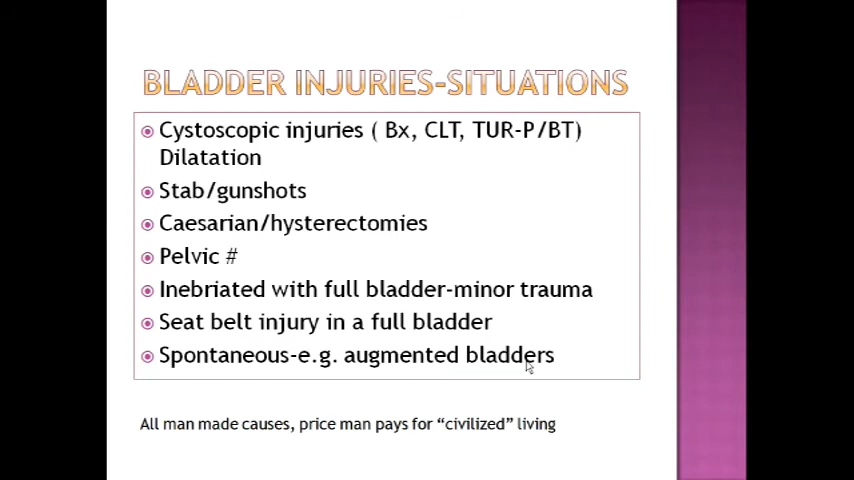 BLADDER INJURIES-SITUATIONS
Cystoscopic injuries ( Bx, CLT, TUR-P/BT)
Dilatation
Stab/gunshots
Caesarian/hysterectomies
Pelvic #
Inebriated with full bladder-minor trauma
Seat belt injury in a full bladder
Spontaneous-e.g. augmented bladders
All man made causes, price man pays for “civilized” living